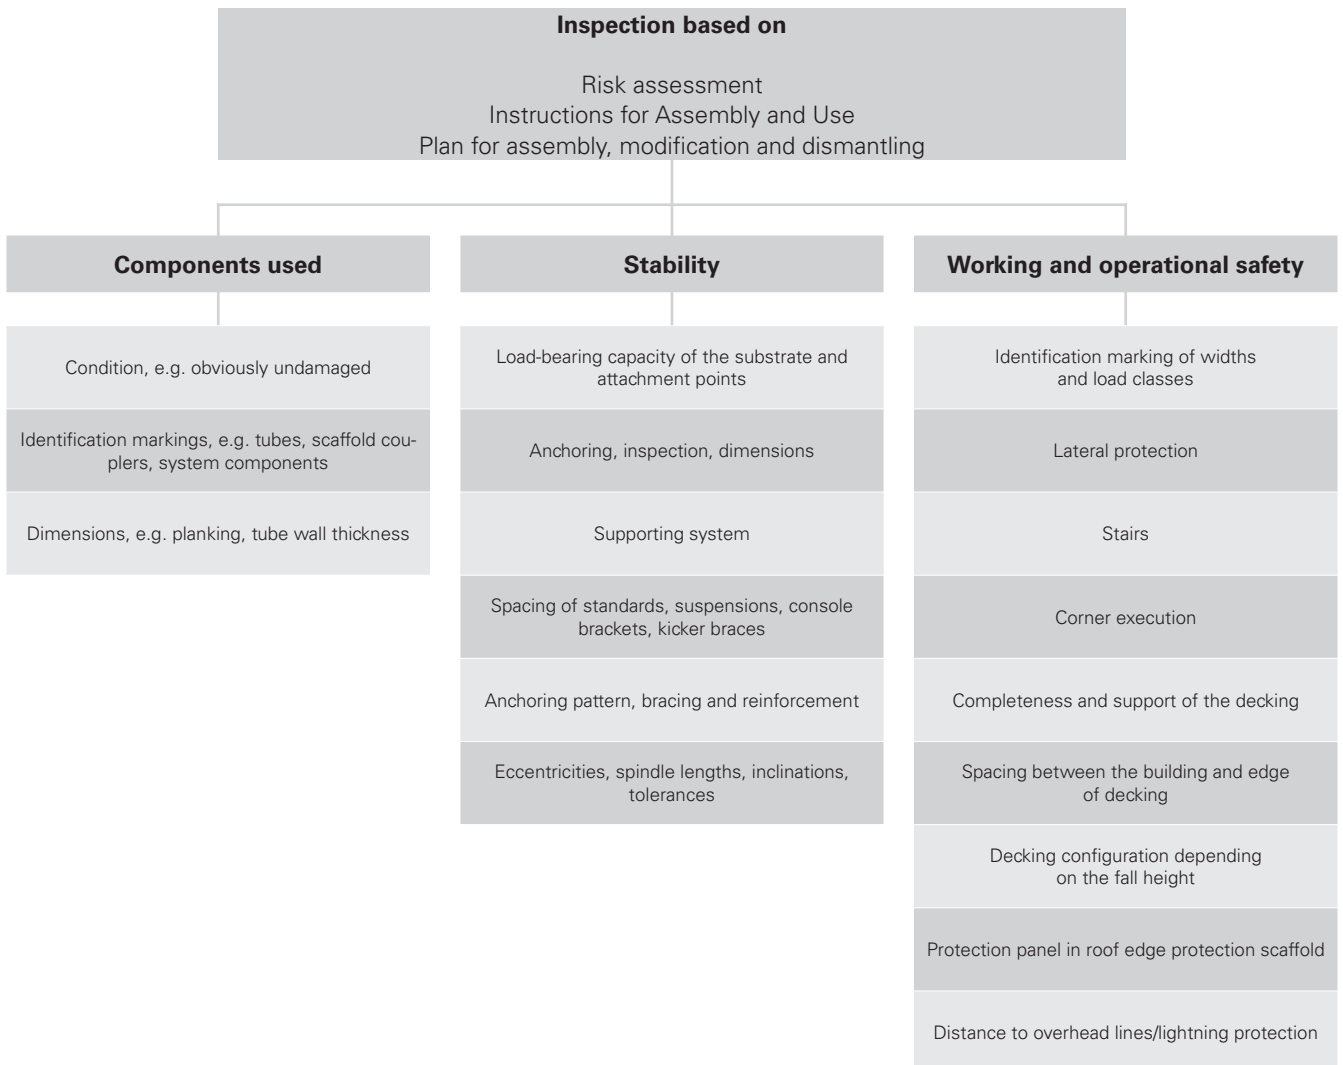 Inspection based on
Risk assessment
Instructions for Assembly and Use
Plan for assembly, modification and dismantling
Components used
Condition, e.g. obviously undamaged
Identification markings, e.g. tubes, scaffold cou-
plers, system components
Dimensions, e.g. planking, tube wall thickness
Stability
Load-bearing capacity of the substrate and
attachment points
Anchoring, inspection, dimensions
Supporting system
Spacing of standards, suspensions, console
brackets, kicker braces
Anchoring pattern, bracing and reinforcement
Eccentricities, spindle lengths, inclinations,
tolerances
Working and operational safety
Identification marking of widths
and load classes
Lateral protection
Stairs
Corner execution
Completeness and support of the decking
Spacing between the building and edge
of decking
Decking configuration depending
on the fall height
Protection panel in roof edge protection scaffold
Distance to overhead lines/lightning protection